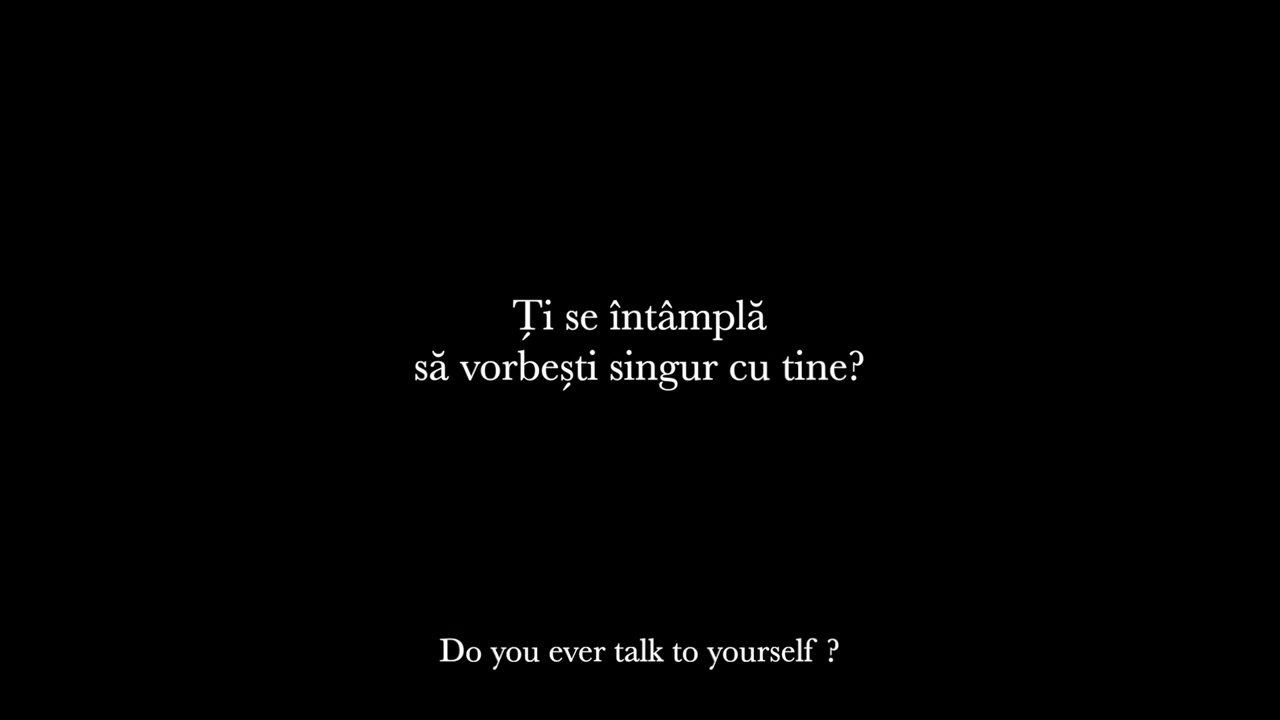 Ți se întâmplă
să vorbești singur cu tine?
Do you ever talk to yourself ?